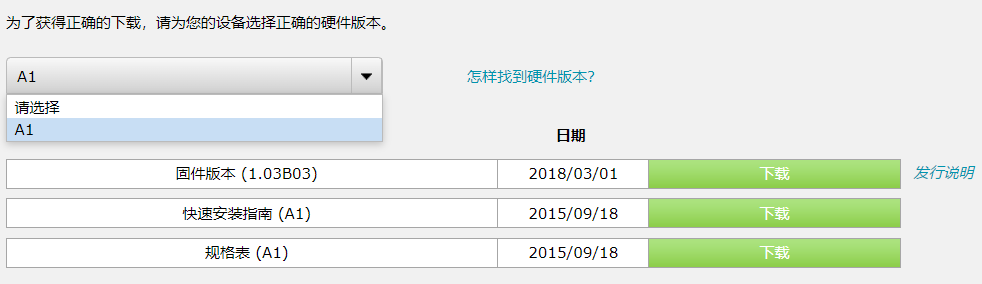 为了获得正确的下载，请为您的设备选择正确的硬件版本。
A1
怎样找到硬件版本？
请选择
A1
日期
固件版本 (1.03B03) 2018/03/01 下载 发行说明
快速安装指南 (A1) 2015/09/18 下载
规格表 (A1) 2015/09/18 下载